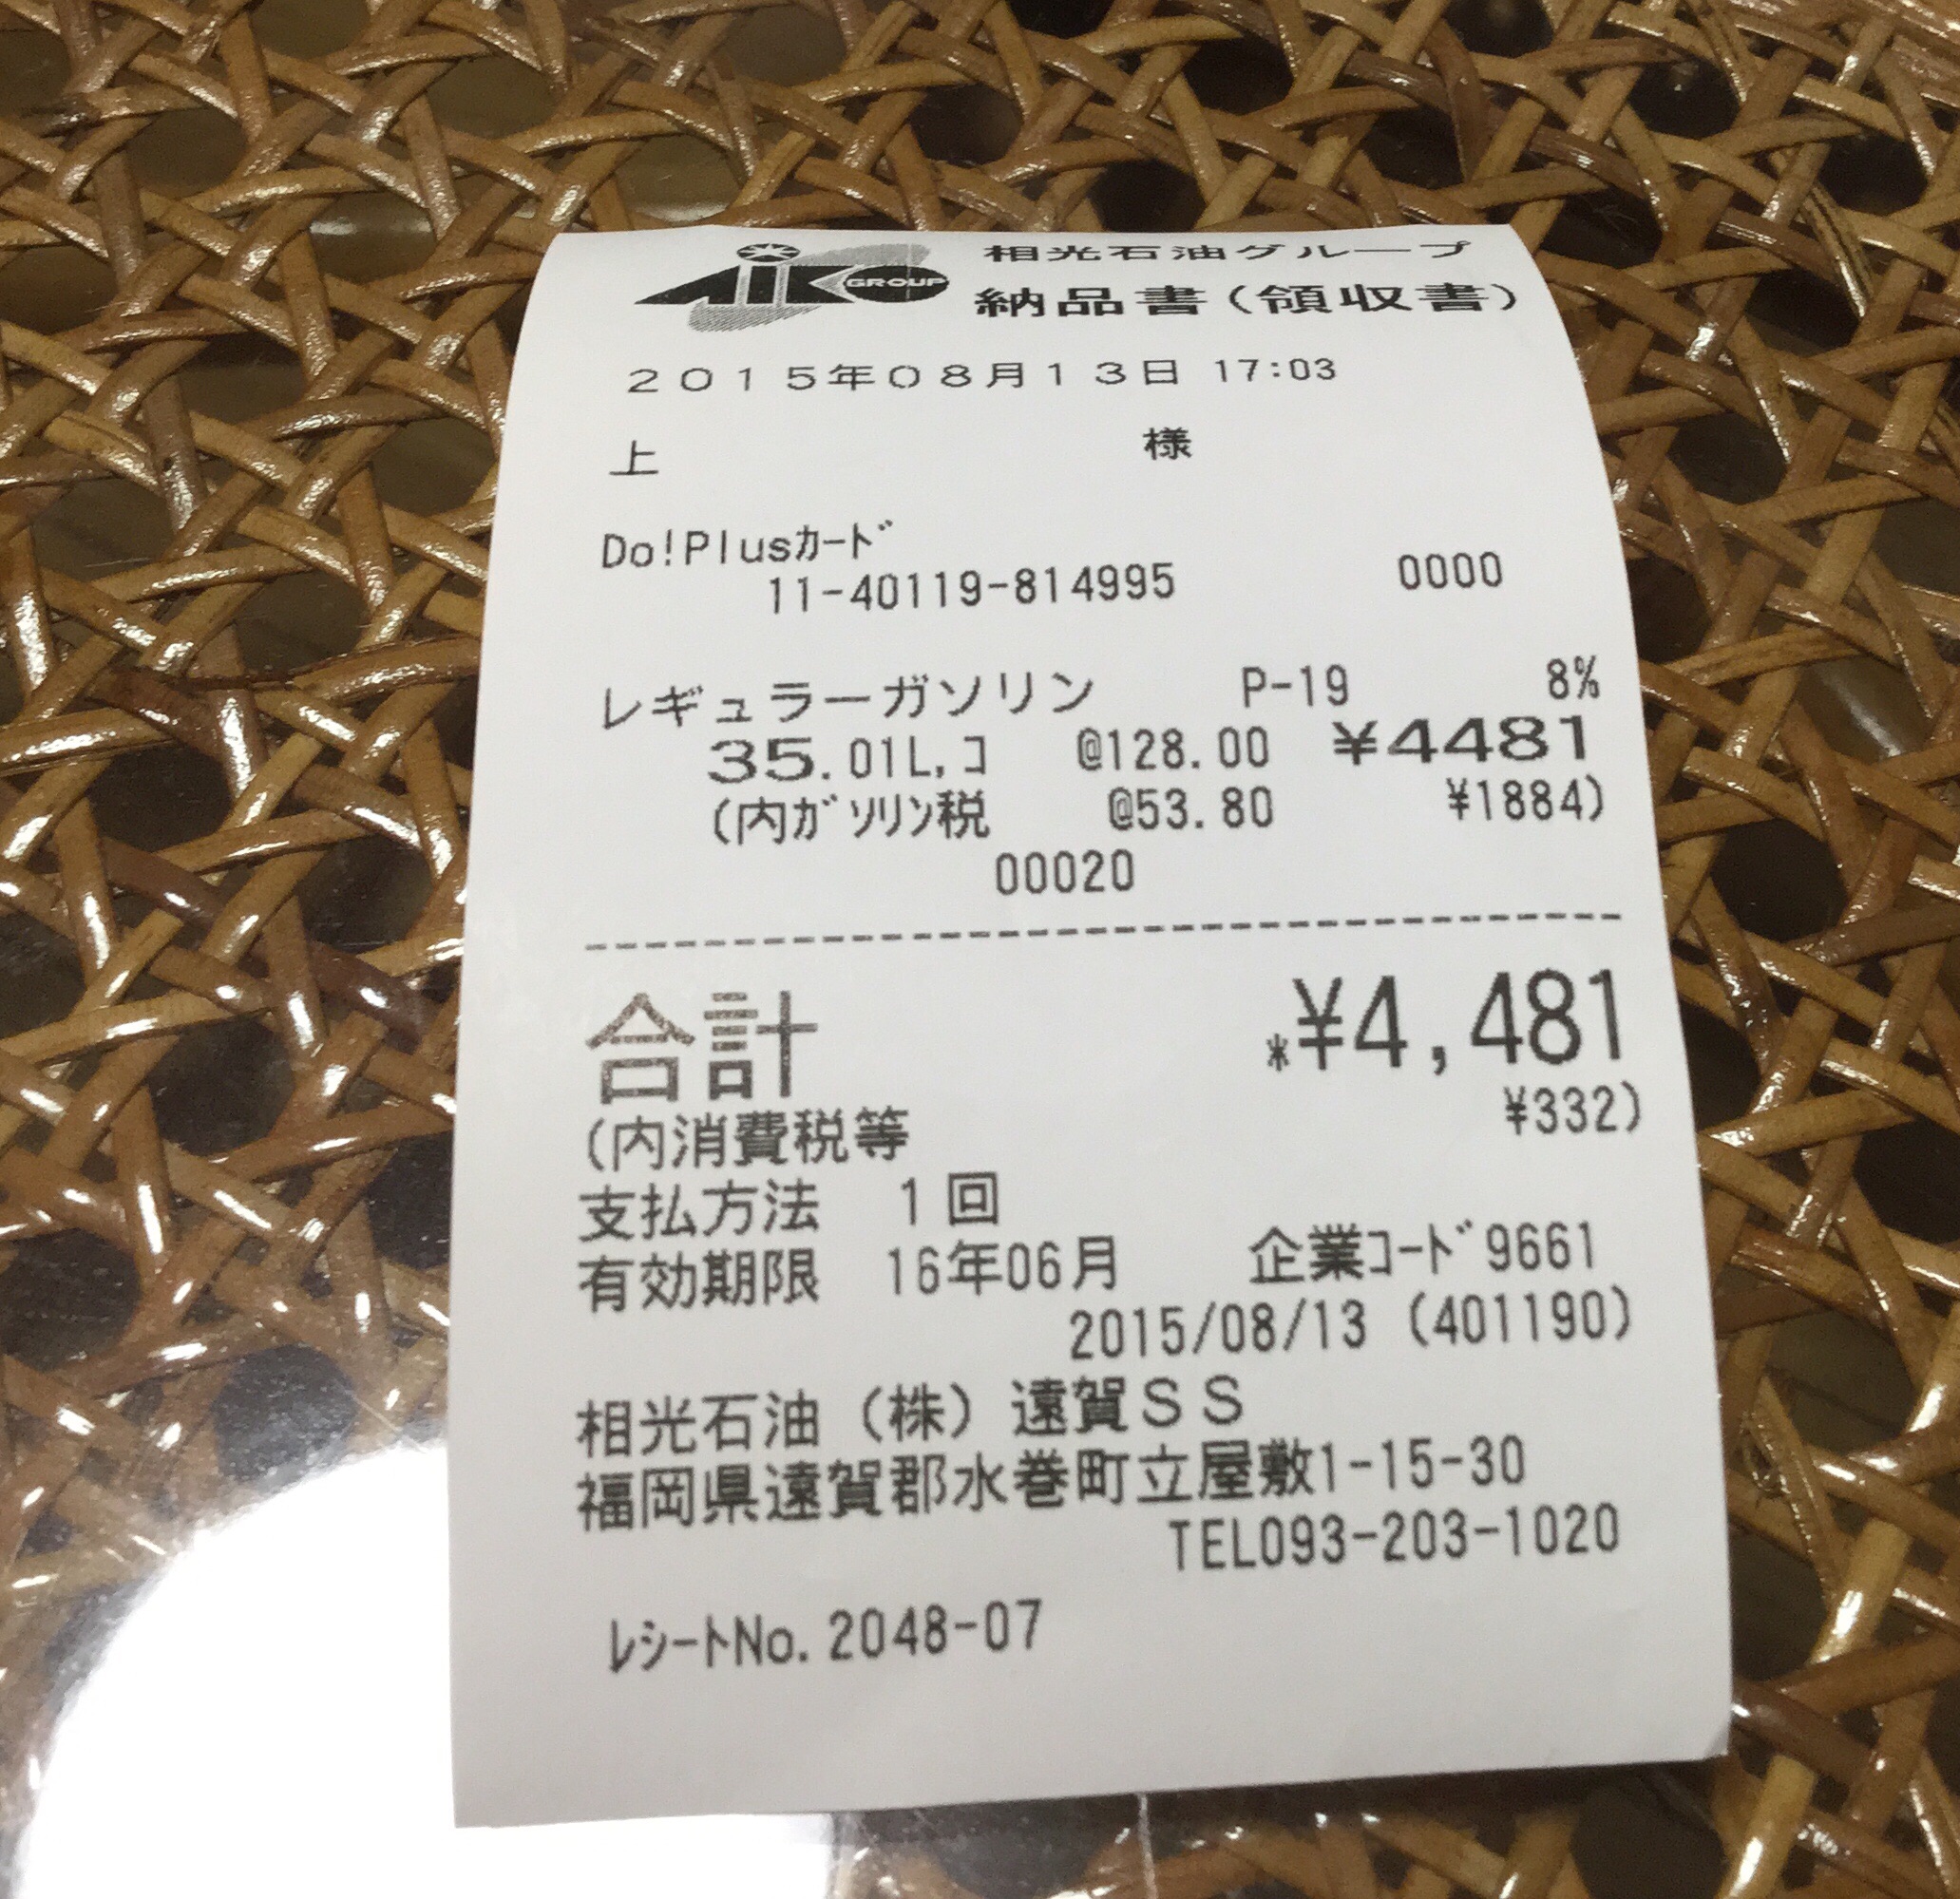 AIKO GROUP
相光石油グループ
納品書(領収書)
2015年08月13日 17:03
上 様
Do!Plusｶｰﾄﾞ
11-40119-814995 0000
レギュラーガソリン P-19 8%
35.01L,コ @128.00 ¥4481
(内ｶﾞｿﾘﾝ税 @53.80 ¥1884)
00020
合計 *¥4,481
(内消費税等 ¥332)
支払方法 1回
有効期限 16年06月 企業ｺｰﾄﾞ9661
2015/08/13 (401190)
相光石油（株）遠賀ＳＳ
福岡県遠賀郡水巻町立屋敷1-15-30
TEL093-203-1020
ﾚｼｰﾄNo.2048-07